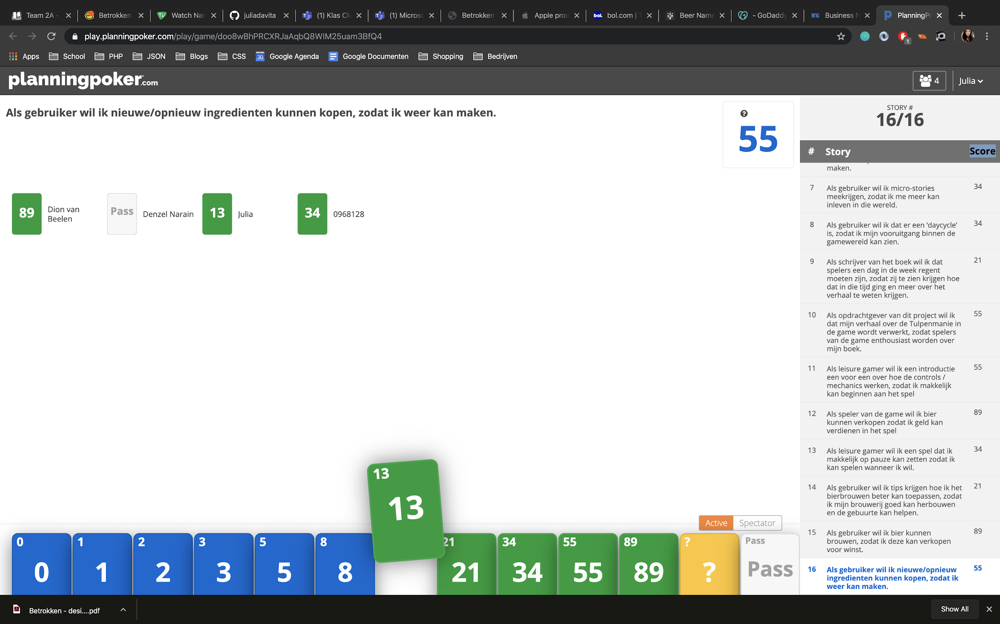 Team 2A -
Betrokken
Watch Nar
juliadavita
(1) Klas CM
(1) Microso
Betrokken
Apple prod
bol.com | T
Beer Name
- GoDaddy
Business N
PlanningPo
play.planningpoker.com/play/game/doo8wBhPRCXRJaAqbQ8WIM25uam3BfQ4
1
Apps
School
PHP
JSON
Blogs
CSS
30 Google Agenda
Google Documenten
Shopping
Bedrijven
planningpoker.com
4
Julia
Als gebruiker wil ik nieuwe/opnieuw ingredienten kunnen kopen, zodat ik weer kan maken.
?
55
89 Dion van
Beelen
Pass Denzel Narain
13 Julia
34 0968128
STORY #
16/16
# Story Score
maken.
7 Als gebruiker wil ik micro-stories 34
meekrijgen, zodat ik me meer kan
inleven in die wereld.
8 Als gebruiker wil ik dat er een ‘daycycle’ 34
is, zodat ik mijn vooruitgang binnen de
gamewereld kan zien.
9 Als schrijver van het boek wil ik dat 21
spelers een dag in de week regent
moeten zijn, zodat zij te zien krijgen hoe
dat in die tijd ging en meer over het
verhaal te weten krijgen.
10 Als opdrachtgever van dit project wil ik 55
dat mijn verhaal over de Tulpenmanie in
de game wordt verwerkt, zodat spelers
van de game enthousiast worden over
mijn boek.
11 Als leisure gamer wil ik een introductie 55
een voor een over hoe de controls /
mechanics werken, zodat ik makkelijk
kan beginnen aan het spel
12 Als speler van de game wil ik bier 89
kunnen verkopen zodat ik geld kan
verdienen in het spel
13 Als leisure gamer wil ik een spel dat ik 34
makkelijk op pauze kan zetten zodat ik
kan spelen wanneer ik wil.
14 Als gebruiker wil ik tips krijgen hoe ik het 21
bierbrouwen beter kan toepassen, zodat
ik mijn brouwerij goed kan herbouwen
en de gebuurte kan helpen.
15 Als gebruiker wil ik bier kunnen 89
brouwen, zodat ik deze kan verkopen
voor winst.
16 Als gebruiker wil ik nieuwe/opnieuw 55
ingredienten kunnen kopen, zodat ik
weer kan maken.
13
13
Active Spectator
0 1 2 3 5 8 21 34 55 89 ? Pass
0 1 2 3 5 8 21 34 55 89 ? Pass
Betrokken - desi....pdf
Show All